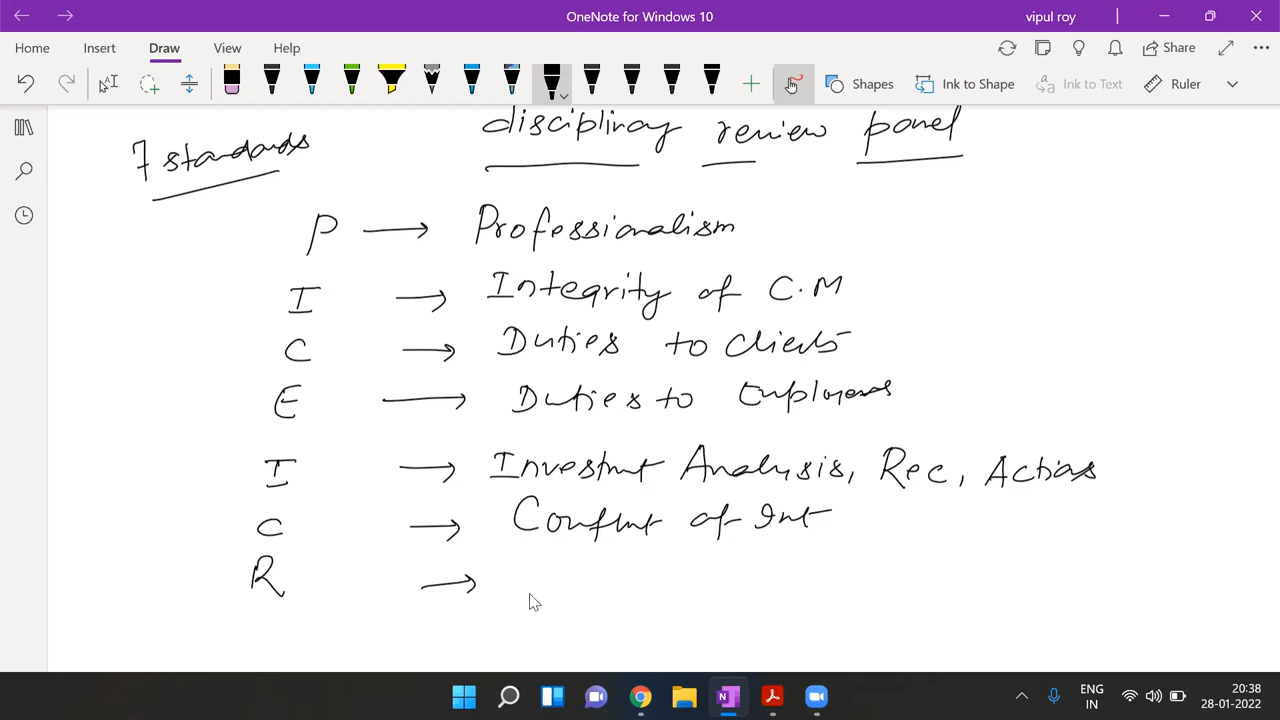 OneNote for Windows 10
vipul roy
Home Insert Draw View Help
Share
Shapes
Ink to Shape
Ink to Text
Ruler
disciplinary review panel
7 standards
P → Professionalism
I → Integrity of C.M
C → Duties to clients
E → Duties to Employers
I → Investmt Analysis, Rec, Actions
C → Conflict of Int
R →
ENG
IN
20:38
28-01-2022